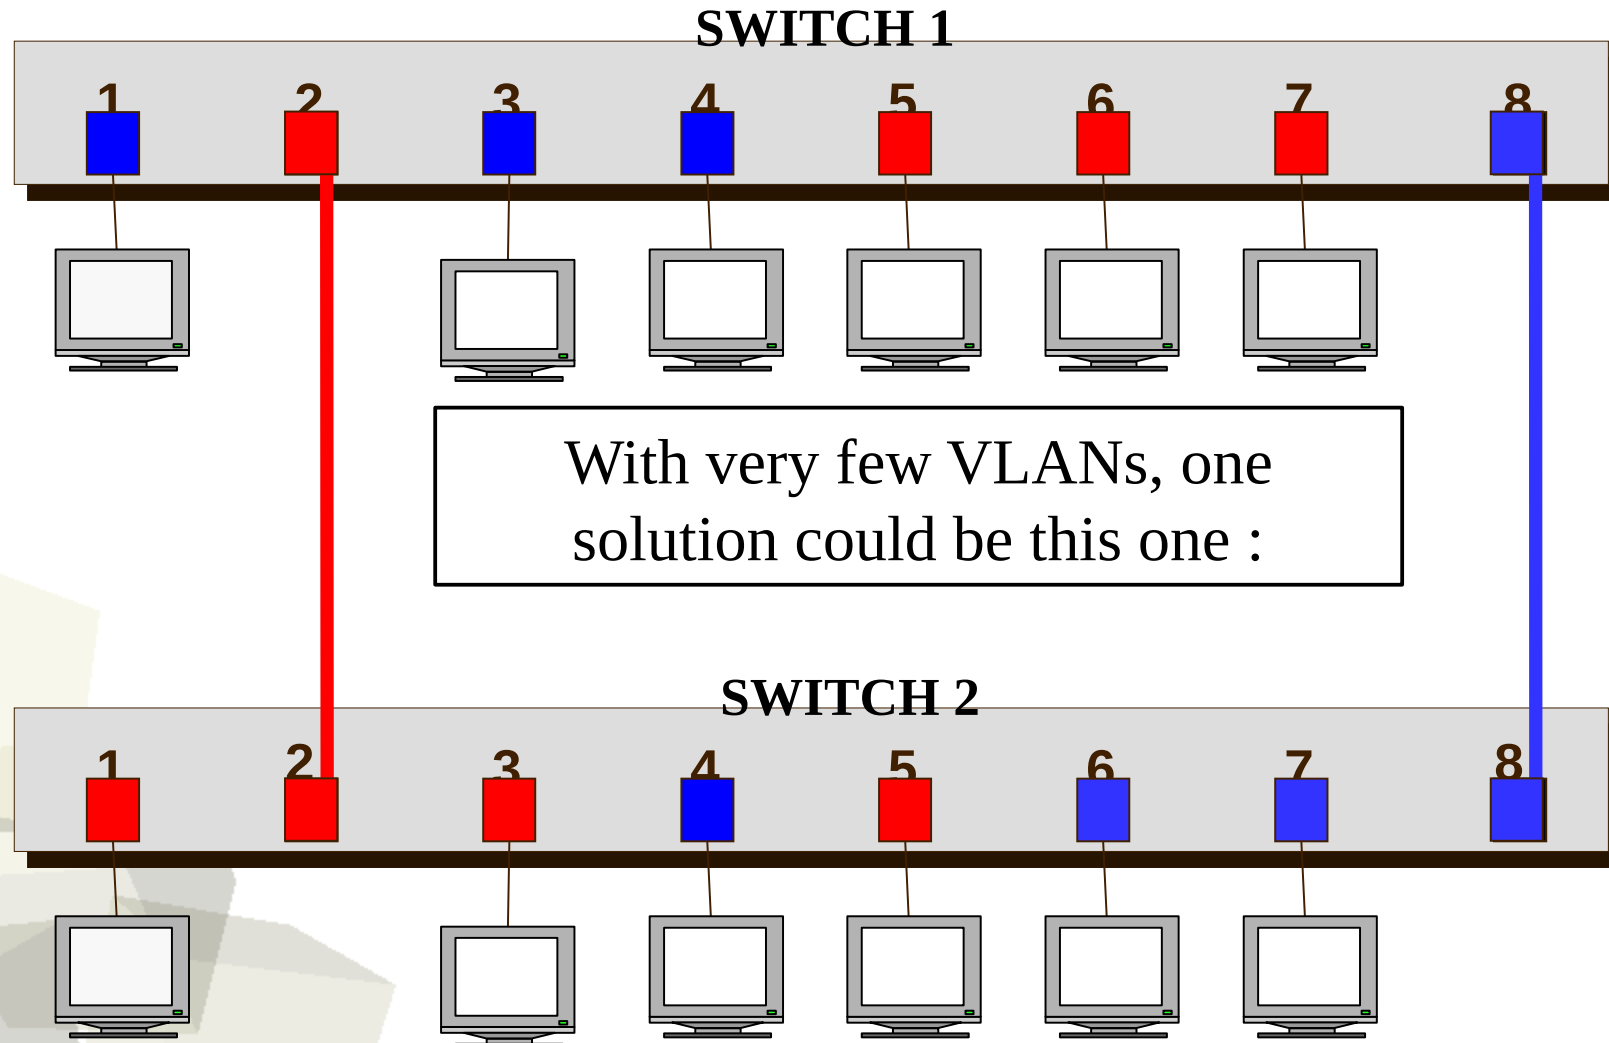 SWITCH 1
1 2 3 4 5 6 7 8
With very few VLANs, one
solution could be this one :
SWITCH 2
1 2 3 4 5 6 7 8